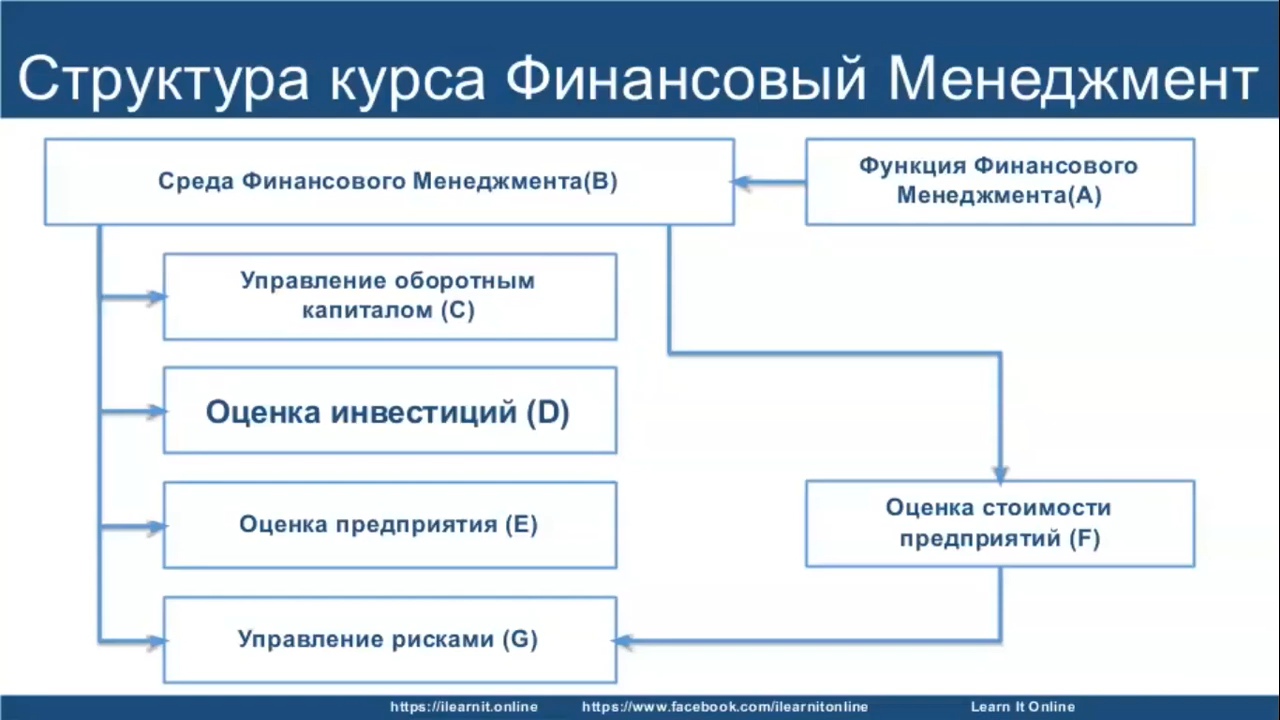 Структура курса Финансовый Менеджмент
Среда Финансового Менеджмента(B)
Функция Финансового
Менеджмента(A)
Управление оборотным
капиталом (C)
Оценка инвестиций (D)
Оценка предприятия (E)
Оценка стоимости
предприятий (F)
Управление рисками (G)
https://ilearnit.online https://www.facebook.com/ilearnitonline Learn It Online